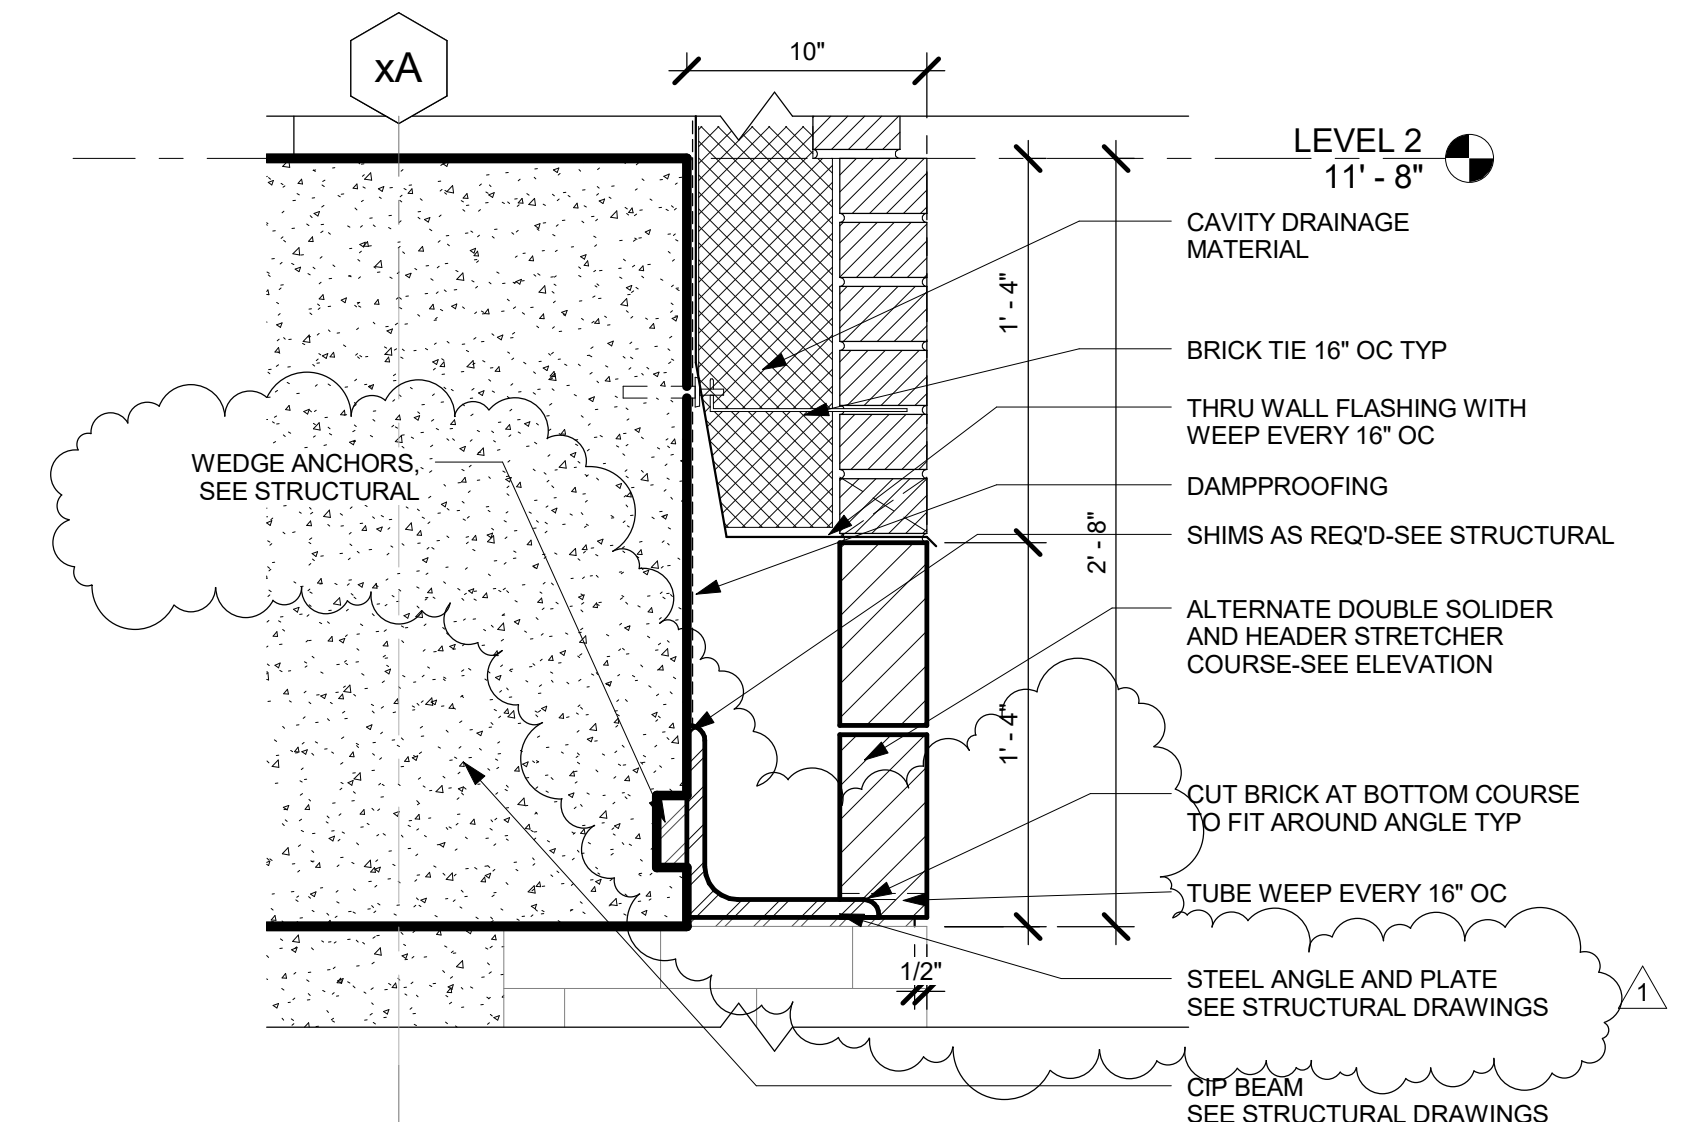 xA
10"
LEVEL 2
11' - 8"
CAVITY DRAINAGE
MATERIAL
1' - 4"
BRICK TIE 16" OC TYP
THRU WALL FLASHING WITH
WEEP EVERY 16" OC
WEDGE ANCHORS,
SEE STRUCTURAL
DAMPPROOFING
2' - 8"
SHIMS AS REQ'D-SEE STRUCTURAL
ALTERNATE DOUBLE SOLIDER
AND HEADER STRETCHER
COURSE-SEE ELEVATION
1' - 4"
CUT BRICK AT BOTTOM COURSE
TO FIT AROUND ANGLE TYP
TUBE WEEP EVERY 16" OC
1/2"
STEEL ANGLE AND PLATE
SEE STRUCTURAL DRAWINGS
1
CIP BEAM
SEE STRUCTURAL DRAWINGS